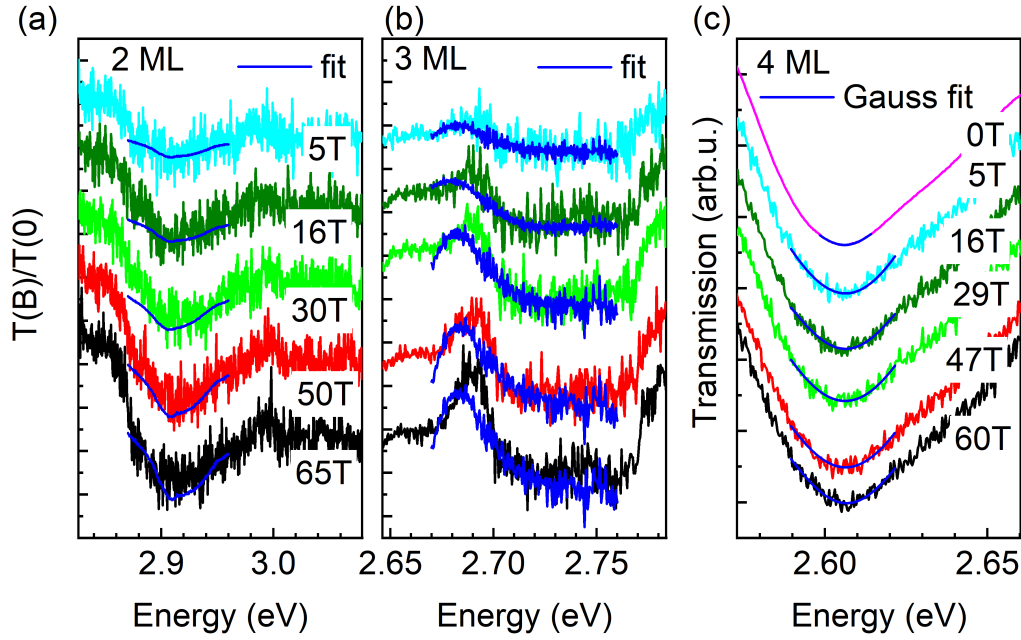 (a)
(b)
(c)
2 ML
fit
5T
16T
30T
50T
65T
T(B)/T(0)
2.9
3.0
Energy (eV)
3 ML
fit
2.65
2.70
2.75
Energy (eV)
4 ML
Gauss fit
0T
5T
16T
29T
47T
60T
Transmission (arb.u.)
2.60
2.65
Energy (eV)